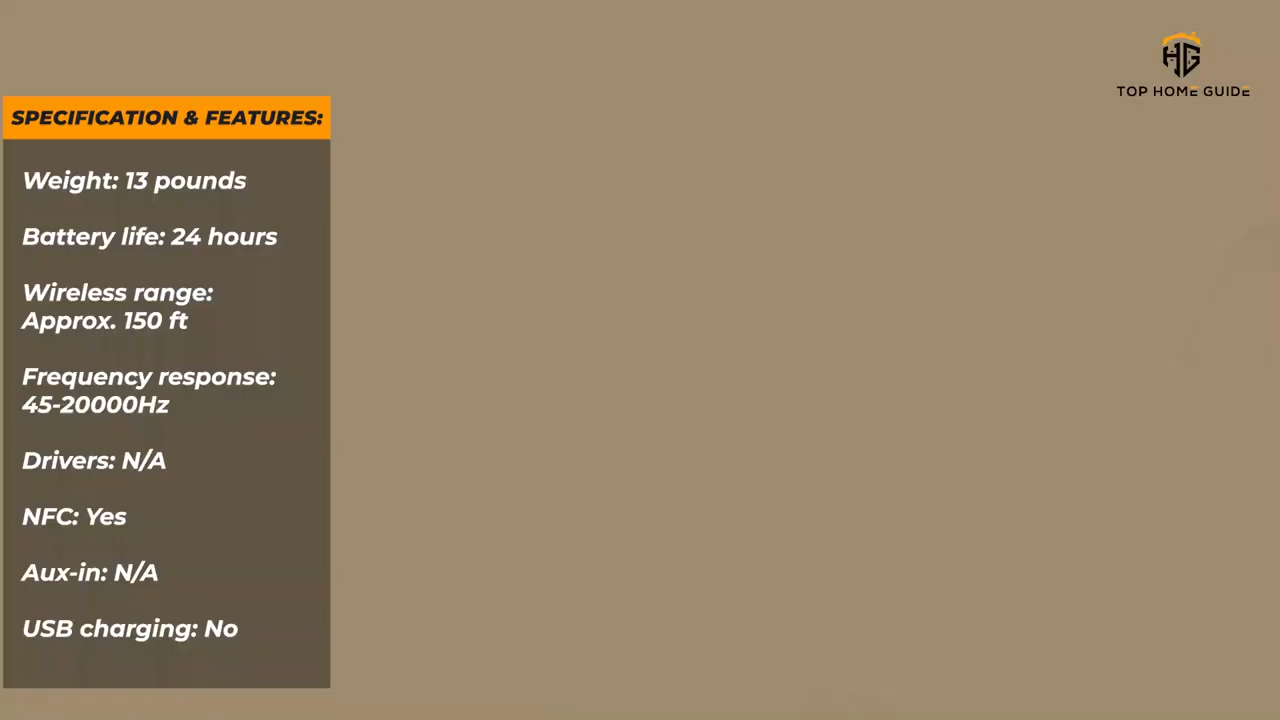 HG
TOP HOME GUIDE
SPECIFICATION & FEATURES:
Weight: 13 pounds
Battery life: 24 hours
Wireless range:
Approx. 150 ft
Frequency response:
45-20000Hz
Drivers: N/A
NFC: Yes
Aux-in: N/A
USB charging: No